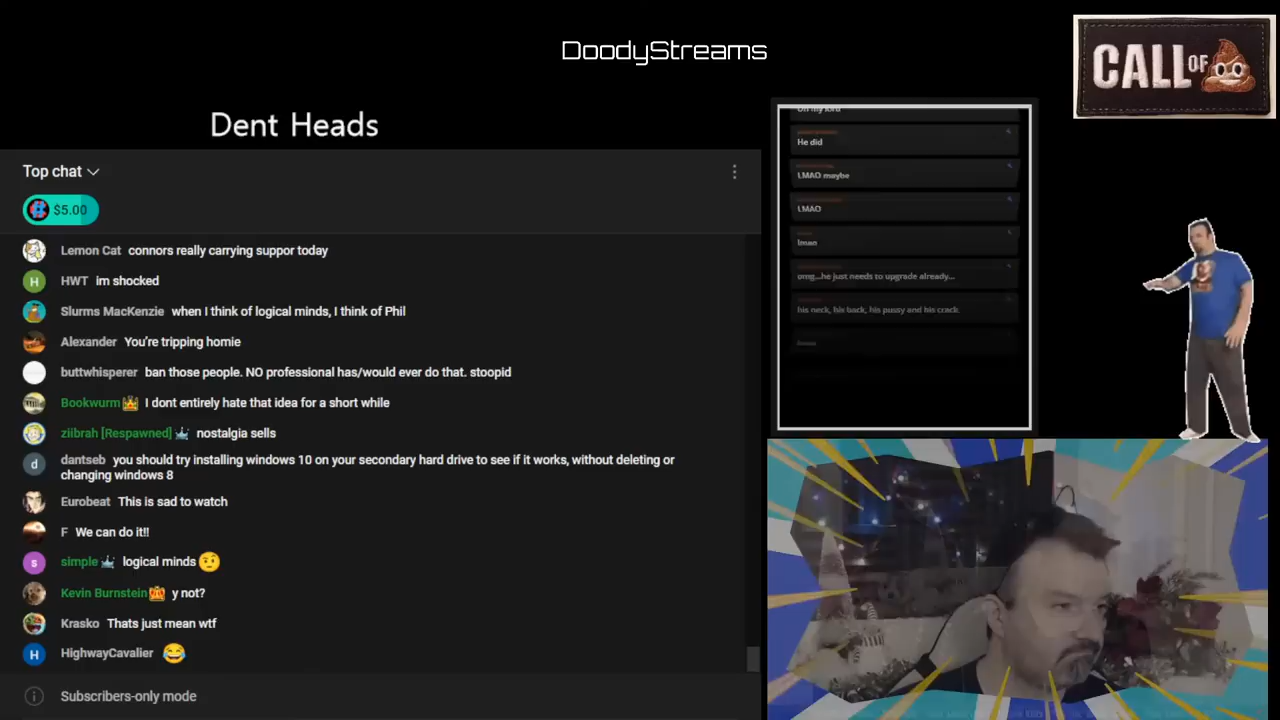 DoodyStreams
CALL OF
Dent Heads
Top chat
$5.00
Lemon Cat connors really carrying suppor today
HWT im shocked
Slurms MacKenzie when I think of logical minds, I think of Phil
Alexander You're tripping homie
buttwhisperer ban those people. NO professional has/would ever do that. stoopid
Bookwurm I dont entirely hate that idea for a short while
ziibrah [Respawned] nostalgia sells
dantseb you should try installing windows 10 on your secondary hard drive to see if it works, without deleting or
changing windows 8
Eurobeat This is sad to watch
F We can do it!!
simple logical minds
Kevin Burnstein y not?
Krasko Thats just mean wtf
HighwayCavalier
Subscribers-only mode
Oh my lord
He did
LMAO maybe
LMAO
lmao
omg...he just needs to upgrade already...
his neck, his back, his pussy and his crack.